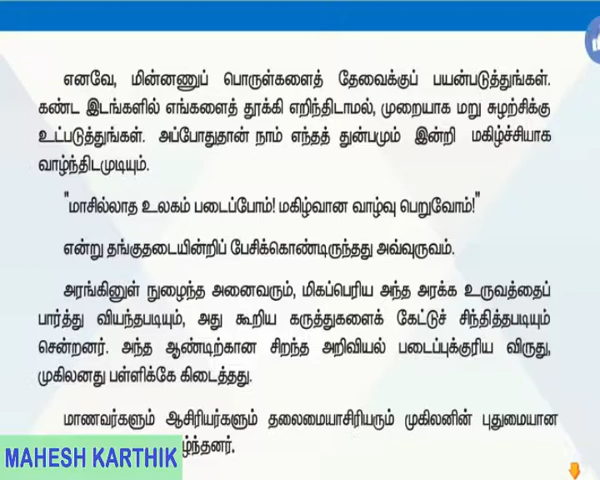 எனவே, மின்னணுப் பொருள்களைத் தேவைக்குப் பயன்படுத்துங்கள்.
கண்ட இடங்களில் எங்களைத் தூக்கி எறிந்திடாமல், முறையாக மறு சுழற்சிக்கு
உட்படுத்துங்கள். அப்போதுதான் நாம் எந்தத் துன்பமும் இன்றி மகிழ்ச்சியாக
வாழ்ந்திடமுடியும்.
"மாசில்லாத உலகம் படைப்போம்! மகிழ்வான வாழ்வு பெறுவோம்!"
என்று தங்குதடையின்றிப் பேசிக்கொண்டிருந்தது அவ்வுருவம்.
அரங்கினுள் நுழைந்த அனைவரும், மிகப்பெரிய அந்த அரக்க உருவத்தைப்
பார்த்து வியந்தபடியும், அது கூறிய கருத்துகளைக் கேட்டுச் சிந்தித்தபடியும்
சென்றனர். அந்த ஆண்டிற்கான சிறந்த அறிவியல் படைப்புக்குரிய விருது,
முகிலனது பள்ளிக்கே கிடைத்தது.
மாணவர்களும் ஆசிரியர்களும் தலைமையாசிரியரும் முகிலனின் புதுமையான
MAHESH KARTHIK